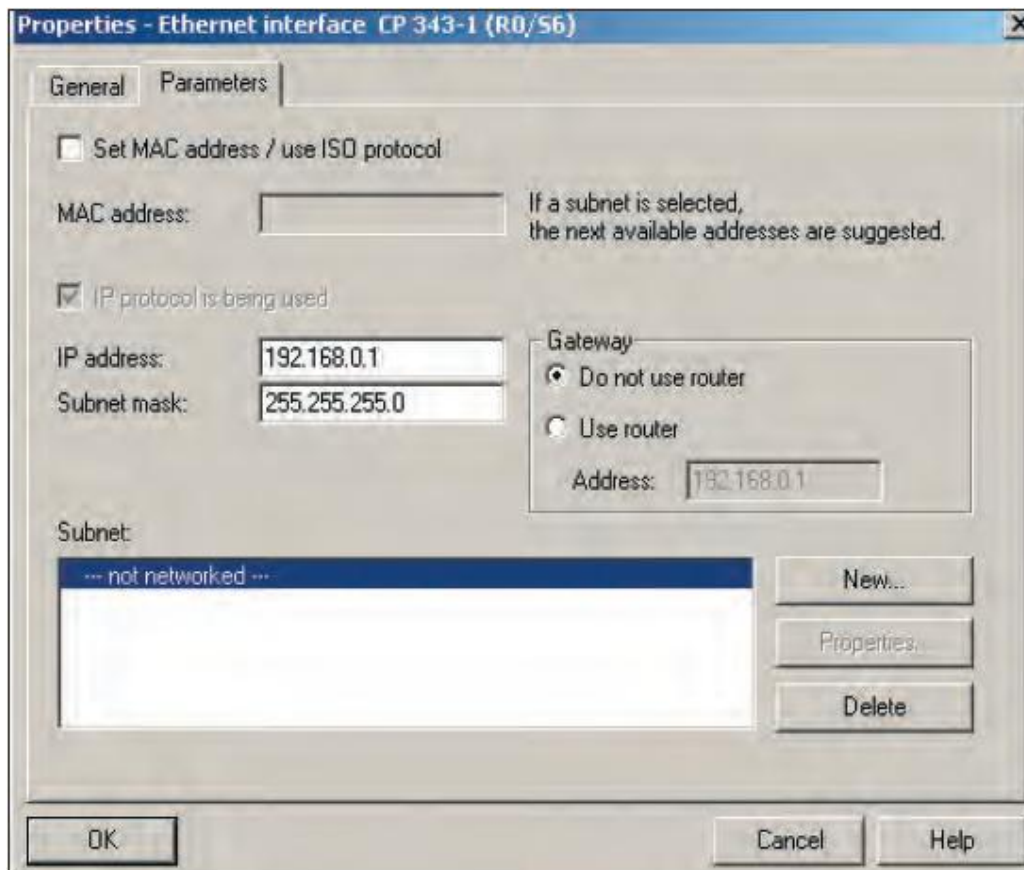 Properties - Ethernet interface CP 343-1 (R0/S6)
General
Parameters
Set MAC address / use ISO protocol
MAC address:
If a subnet is selected,
the next available addresses are suggested.
IP protocol is being used
IP address:
192.168.0.1
Subnet mask:
255.255.255.0
Gateway
Do not use router
Use router
Address:
192.168.0.1
Subnet:
--- not networked ---
New...
Properties...
Delete
OK
Cancel
Help